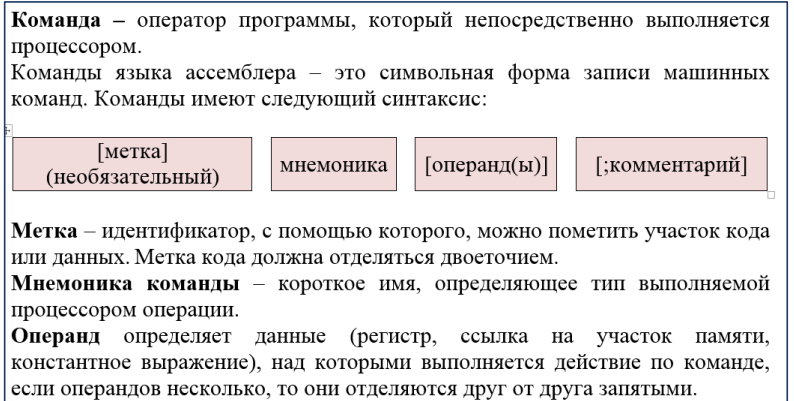 Команда – оператор программы, который непосредственно выполняется
процессором.
Команды языка ассемблера – это символьная форма записи машинных
команд. Команды имеют следующий синтаксис:
[метка]
(необязательный)
мнемоника
[операнд(ы)]
[;комментарий]
Метка – идентификатор, с помощью которого, можно пометить участок кода
или данных. Метка кода должна отделяться двоеточием.
Мнемоника команды – короткое имя, определяющее тип выполняемой
процессором операции.
Операнд определяет данные (регистр, ссылка на участок памяти,
константное выражение), над которыми выполняется действие по команде,
если операндов несколько, то они отделяются друг от друга запятыми.